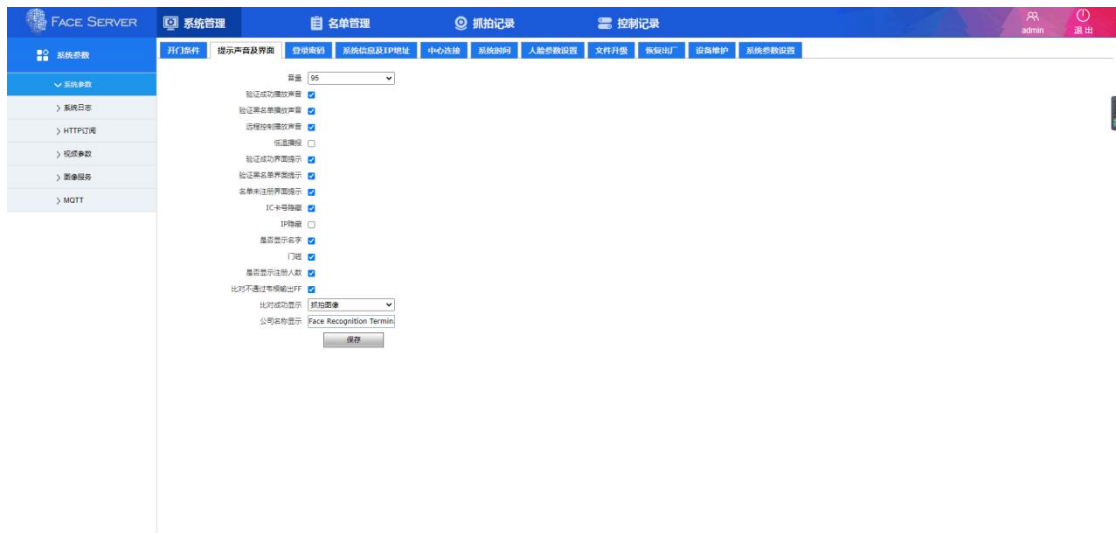 FACE SERVER
系统管理
名单管理
抓拍记录
控制记录
admin
退出
系统参数
系统参数
系统日志
HTTP订阅
视频参数
图像服务
MQTT
开门条件 提示声音及界面 登录密码 系统信息及IP地址 中心连接 系统时间 人脸参数设置 文件升级 恢复出厂 设备维护 系统参数设置
音量 95
验证成功播放声音
验证黑名单播放声音
远程控制播放声音
低温播报
验证成功界面提示
验证黑名单界面提示
名单未注册界面提示
IC卡号隐藏
IP隐藏
是否显示名字
门磁
是否显示注册人数
比对不通过韦根输出FF
比对成功显示 抓拍图像
公司名称显示 Face Recognition Termin
保存